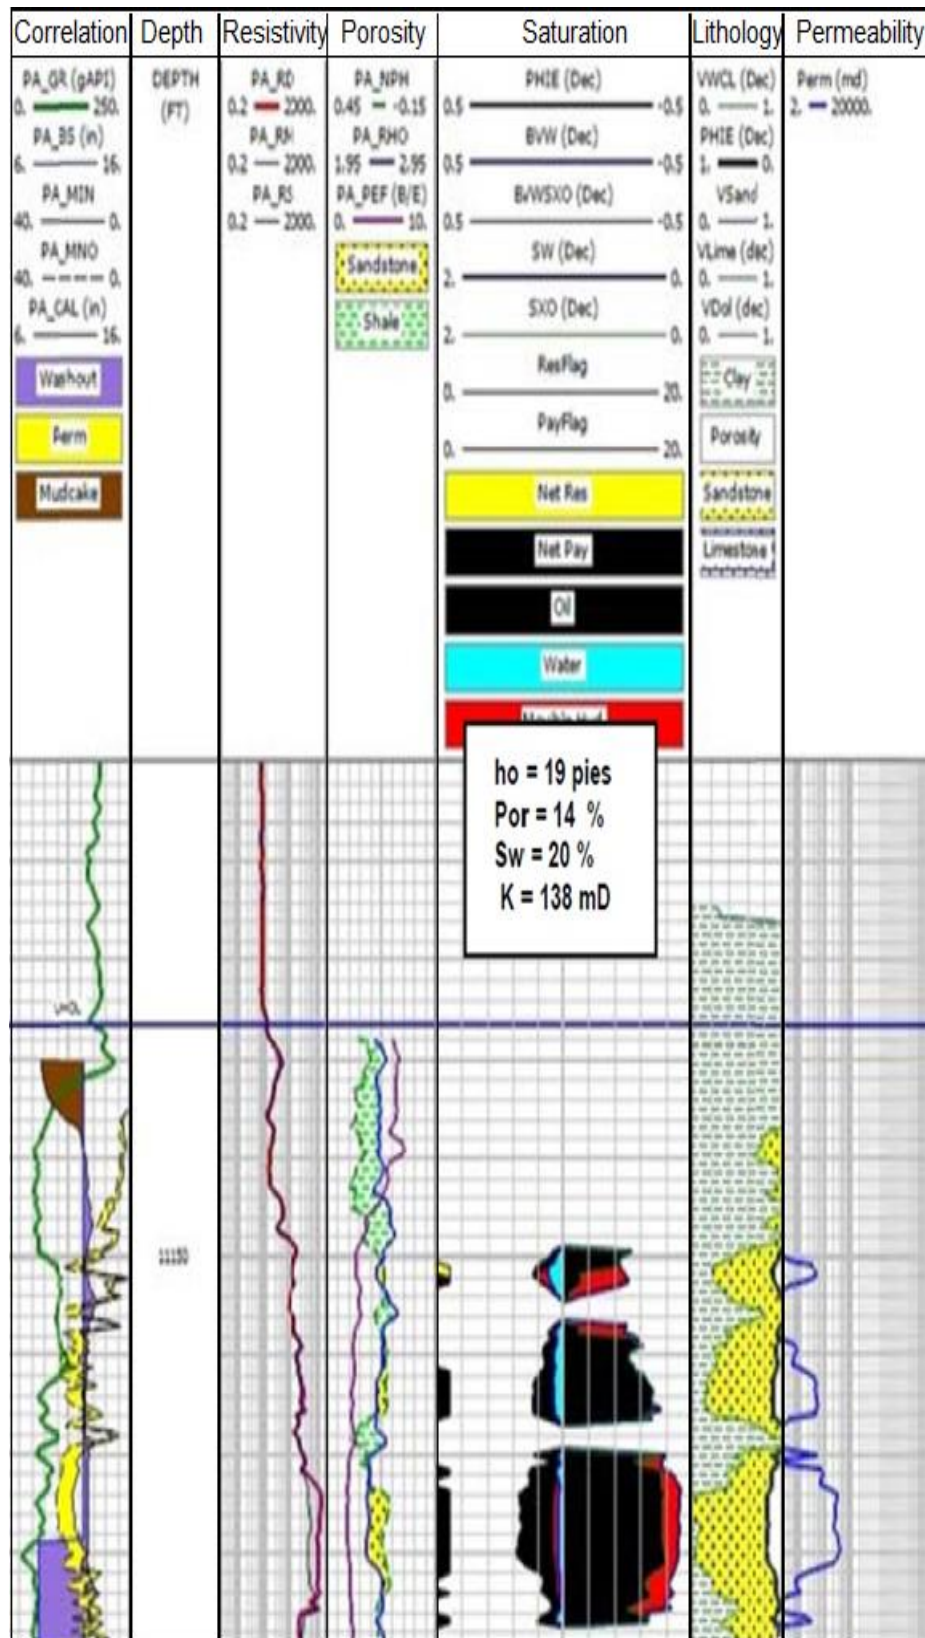 Correlation Depth Resistivity Porosity Saturation Lithology Permeability
PA_GR (gAPI)
0. 250.
PA_BS (in)
6. 16.
PA_MIN
40. 0.
PA_MNO
40. 0.
PA_CAL (in)
6. 16.
Washout
Perm
Mudcake
DEPTH
(FT)
PA_RD
0.2 2000.
PA_RM
0.2 2000.
PA_RS
0.2 2000.
PA_NPH
0.45 -0.15
PA_RHO
1.95 2.95
PA_PEF (B/E)
0. 10.
Sandstone
Shale
PHIE (Dec)
0.5 -0.5
BVW (Dec)
0.5 -0.5
BVWSXO (Dec)
0.5 -0.5
SW (Dec)
2. 0.
SXO (Dec)
2. 0.
ResFlag
0. 20.
PayFlag
0. 20.
Net Res
Net Pay
Oil
Water
VWCL (Dec)
0. 1.
PHIE (Dec)
1. 0.
VSand
0. 1.
VLime (dec)
0. 1.
VDol (dec)
0. 1.
Clay
Porosity
Sandstone
Limestone
Perm (md)
2. 20000.
ho = 19 pies
Por = 14 %
Sw = 20 %
K = 138 mD
11150